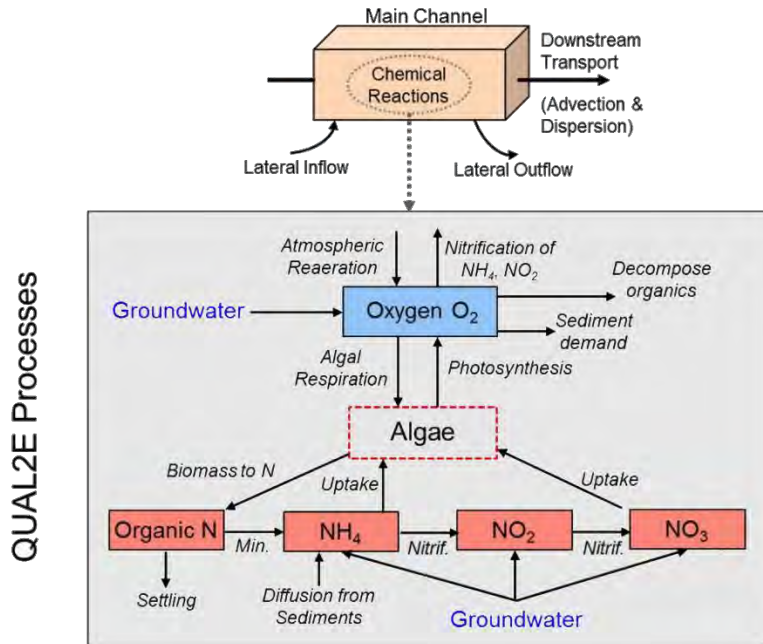 Main Channel
Chemical
Reactions
Downstream
Transport
(Advection &
Dispersion)
Lateral Inflow
Lateral Outflow
QUAL2E Processes
Atmospheric
Reaeration
Nitrification of
NH₄, NO₂
Decompose
organics
Groundwater
Oxygen O₂
Sediment
demand
Algal
Respiration
Photosynthesis
Algae
Biomass to N
Uptake
Uptake
Organic N
Min.
NH₄
Nitrif.
NO₂
Nitrif.
NO₃
Settling
Diffusion from
Sediments
Groundwater